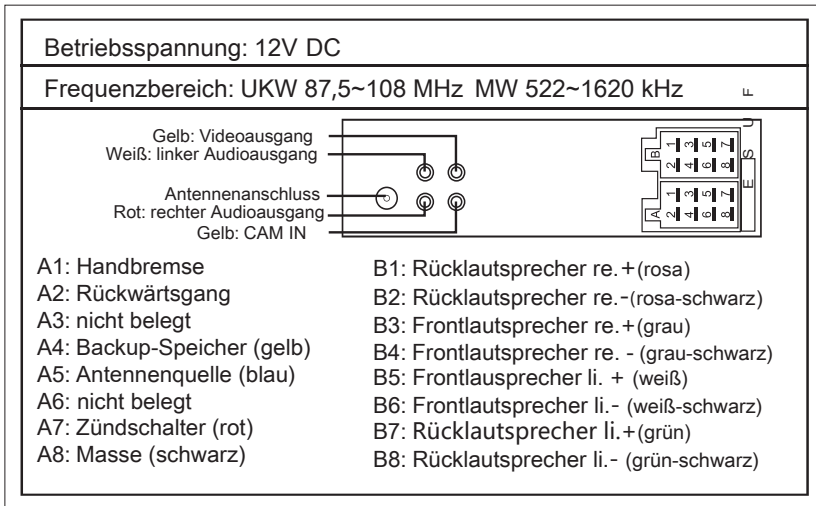 Betriebsspannung: 12V DC
Frequenzbereich: UKW 87,5~108 MHz MW 522~1620 kHz
Gelb: Videoausgang
Weiß: linker Audioausgang
Antennenanschluss
Rot: rechter Audioausgang
Gelb: CAM IN
B
1 3 5 7
2 4 6 8
A
1 3 5 7
2 4 6 8
F U S E
A1: Handbremse
A2: Rückwärtsgang
A3: nicht belegt
A4: Backup-Speicher (gelb)
A5: Antennenquelle (blau)
A6: nicht belegt
A7: Zündschalter (rot)
A8: Masse (schwarz)
B1: Rücklautsprecher re.+(rosa)
B2: Rücklautsprecher re.-(rosa-schwarz)
B3: Frontlautsprecher re.+(grau)
B4: Frontlautsprecher re. - (grau-schwarz)
B5: Frontlausprecher li. + (weiß)
B6: Frontlautsprecher li.- (weiß-schwarz)
B7: Rücklautsprecher li.+(grün)
B8: Rücklautsprecher li.- (grün-schwarz)